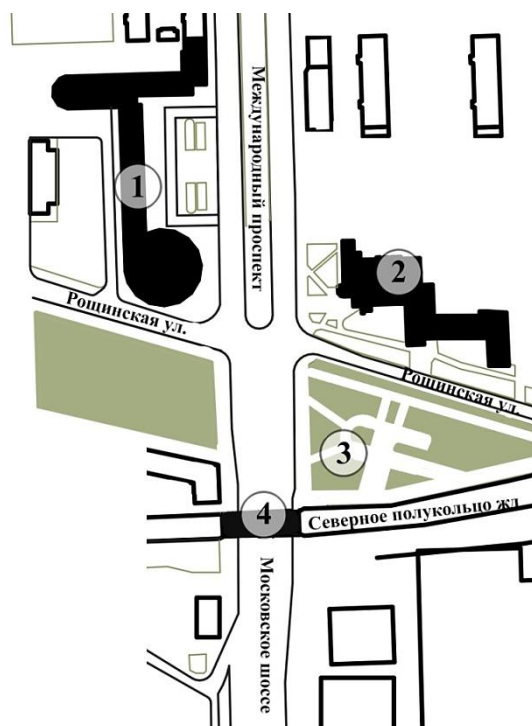 Международный проспект
1
2
Рощинская ул.
Рощинская ул.
3
4
Северное полукольцо жд
Московское шоссе